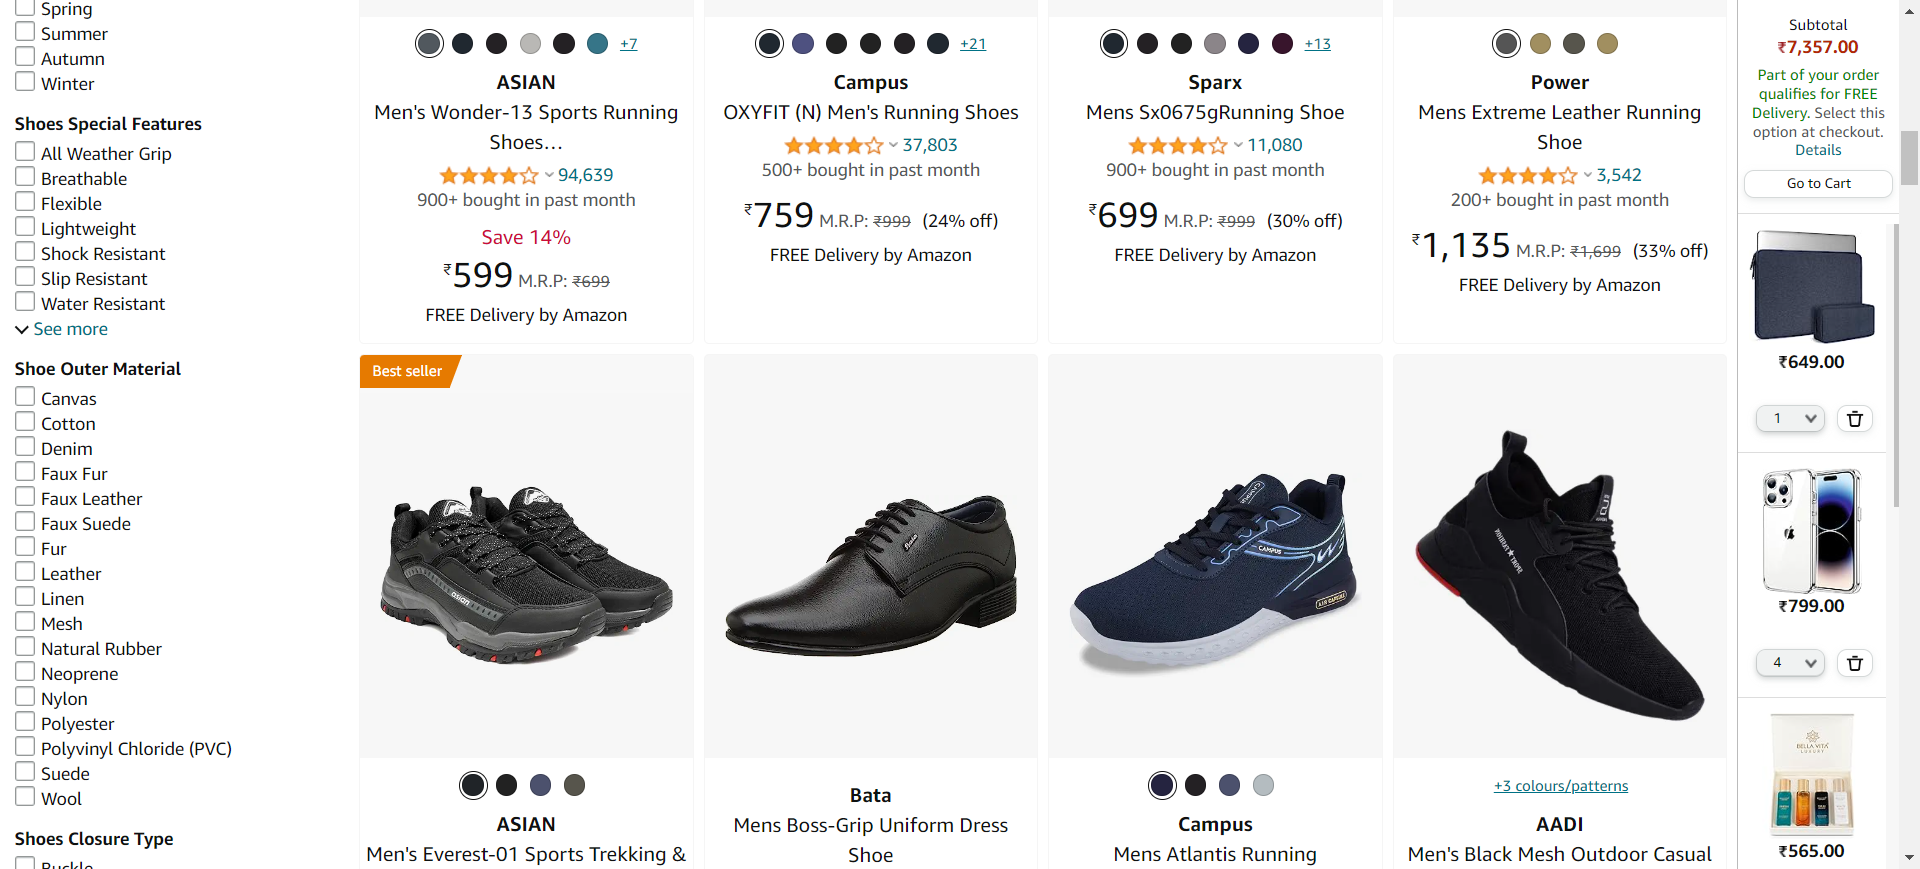 Spring
Summer
Autumn
Winter
Shoes Special Features
All Weather Grip
Breathable
Flexible
Lightweight
Shock Resistant
Slip Resistant
Water Resistant
See more
Shoe Outer Material
Canvas
Cotton
Denim
Faux Fur
Faux Leather
Faux Suede
Fur
Leather
Linen
Mesh
Natural Rubber
Neoprene
Nylon
Polyester
Polyvinyl Chloride (PVC)
Suede
Wool
Shoes Closure Type
Buckle
+7
ASIAN
Men's Wonder-13 Sports Running
Shoes…
94,639
900+ bought in past month
Save 14%
₹599 M.R.P: ₹699
FREE Delivery by Amazon
+21
Campus
OXYFIT (N) Men's Running Shoes
37,803
500+ bought in past month
₹759 M.R.P: ₹999 (24% off)
FREE Delivery by Amazon
+13
Sparx
Mens Sx0675gRunning Shoe
11,080
900+ bought in past month
₹699 M.R.P: ₹999 (30% off)
FREE Delivery by Amazon
Power
Mens Extreme Leather Running
Shoe
3,542
200+ bought in past month
₹1,135 M.R.P: ₹1,699 (33% off)
FREE Delivery by Amazon
Best seller
asian
ASIAN
Men's Everest-01 Sports Trekking &
Bata
Bata
Mens Boss-Grip Uniform Dress
Shoe
CAMPUS
AIR CAPSULE
Campus
Mens Atlantis Running
+3 colours/patterns
AADI
Men's Black Mesh Outdoor Casual
Subtotal
₹7,357.00
Part of your order
qualifies for FREE
Delivery. Select this
option at checkout.
Details
Go to Cart
₹649.00
1
₹799.00
4
BELLA VITA
LUXURY
₹565.00